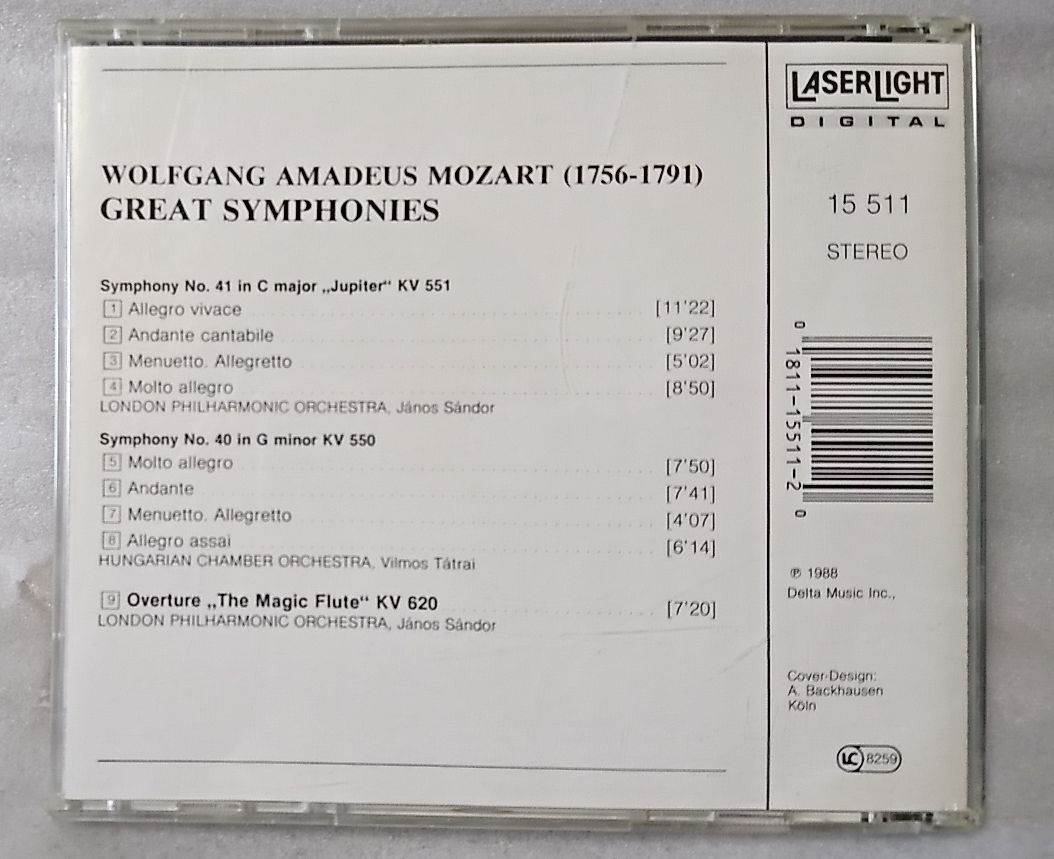 WOLFGANG AMADEUS MOZART (1756-1791)
GREAT SYMPHONIES
Symphony No. 41 in C major „Jupiter“ KV 551
1 Allegro vivace [11'22]
2 Andante cantabile [9'27]
3 Menuetto. Allegretto [5'02]
4 Molto allegro [8'50]
LONDON PHILHARMONIC ORCHESTRA, János Sándor
Symphony No. 40 in G minor KV 550
5 Molto allegro [7'50]
6 Andante [7'41]
7 Menuetto. Allegretto [4'07]
8 Allegro assai [6'14]
HUNGARIAN CHAMBER ORCHESTRA, Vilmos Tátrai
9 Overture „The Magic Flute“ KV 620 [7'20]
LONDON PHILHARMONIC ORCHESTRA, János Sándor
LASERLIGHT
DIGITAL
15 511
STEREO
0 1811-15511-2 0
℗ 1988
Delta Music Inc.,
Cover-Design:
A. Backhausen
Köln
LC 8259